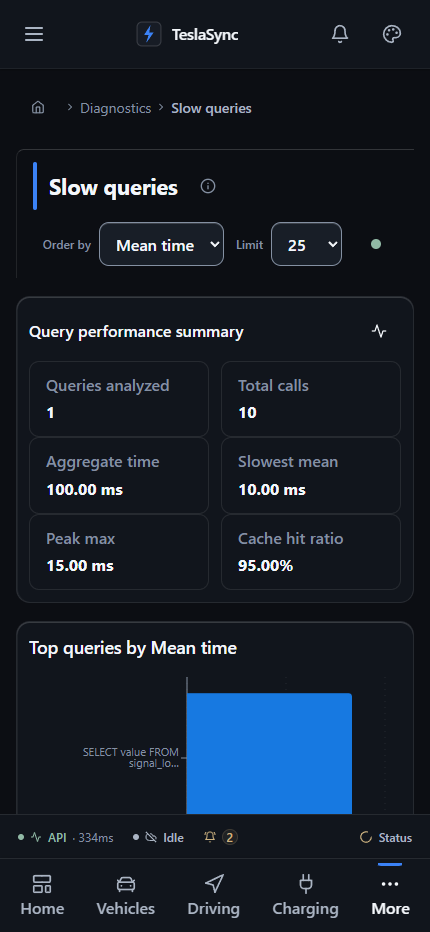 TeslaSync
Diagnostics
Slow queries
Slow queries
Order by
Mean time
Limit
25
Query performance summary
Queries analyzed
1
Total calls
10
Aggregate time
100.00 ms
Slowest mean
10.00 ms
Peak max
15.00 ms
Cache hit ratio
95.00%
Top queries by Mean time
SELECT value FROM
signal_lo...
API · 334ms
Idle
2
Status
Home
Vehicles
Driving
Charging
More